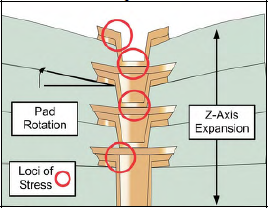 Pad
Rotation
Z-Axis
Expansion
Loci of
Stress